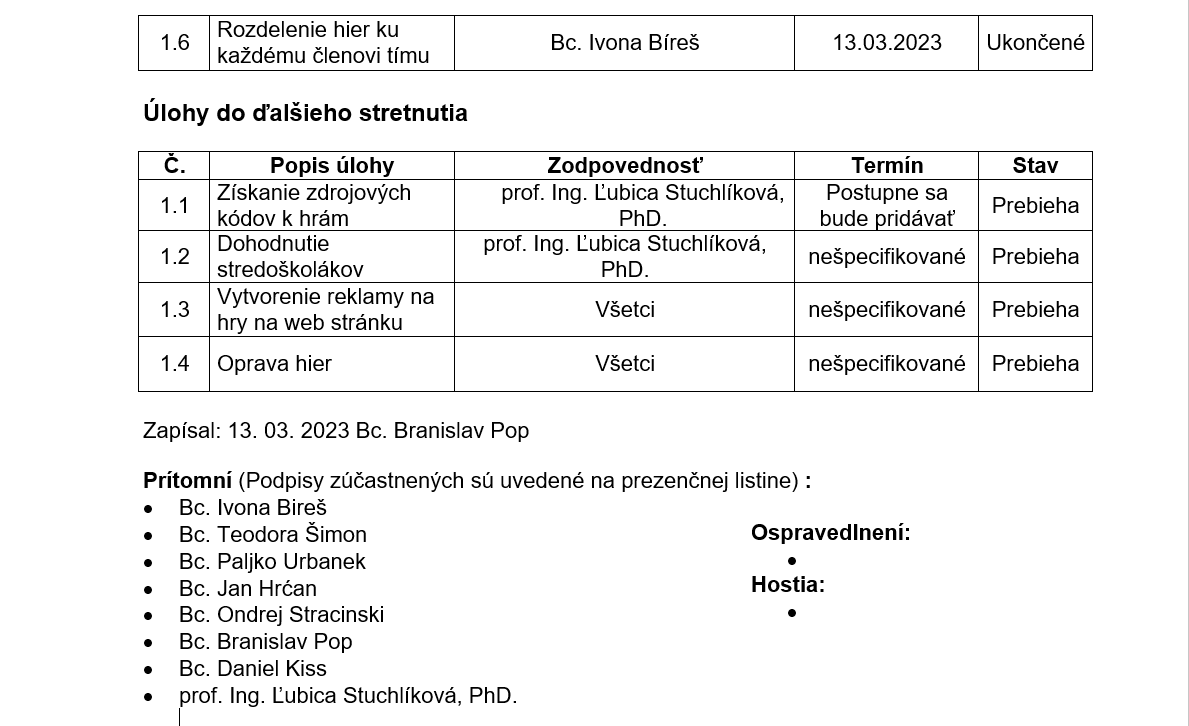 1.6 Rozdelenie hier ku každému členovi tímu Bc. Ivona Bíreš 13.03.2023 Ukončené
Úlohy do ďalšieho stretnutia
Č. Popis úlohy Zodpovednosť Termín Stav
1.1 Získanie zdrojových kódov k hrám prof. Ing. Ľubica Stuchlíková, PhD. Postupne sa bude pridávať Prebieha
1.2 Dohodnutie stredoškolákov prof. Ing. Ľubica Stuchlíková, PhD. nešpecifikované Prebieha
1.3 Vytvorenie reklamy na hry na web stránku Všetci nešpecifikované Prebieha
1.4 Oprava hier Všetci nešpecifikované Prebieha
Zapísal: 13. 03. 2023 Bc. Branislav Pop
Prítomní (Podpisy zúčastnených sú uvedené na prezenčnej listine) :
• Bc. Ivona Bireš
• Bc. Teodora Šimon
• Bc. Paljko Urbanek
• Bc. Jan Hrćan
• Bc. Ondrej Stracinski
• Bc. Branislav Pop
• Bc. Daniel Kiss
• prof. Ing. Ľubica Stuchlíková, PhD.
Ospravedlnení:
•
Hostia:
•